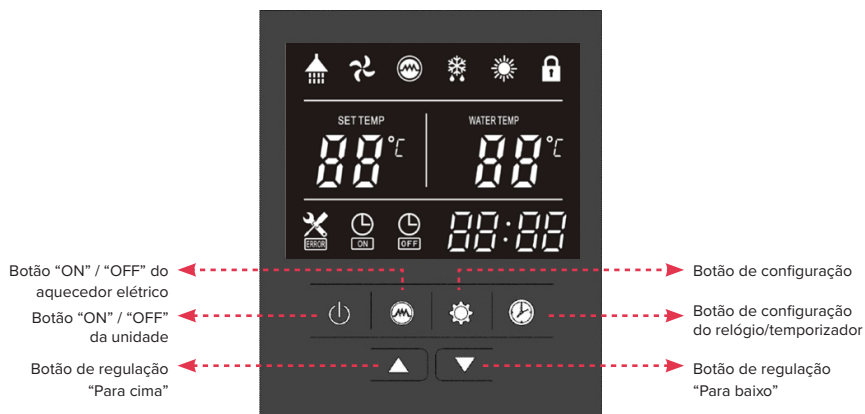 SET TEMP
WATER TEMP
88°C
88°C
ERROR
ON
OFF
88:88
Botão “ON” / “OFF” do
aquecedor elétrico
Botão de configuração
Botão “ON” / “OFF”
da unidade
Botão de configuração
do relógio/temporizador
Botão de regulação
“Para cima”
Botão de regulação
“Para baixo”